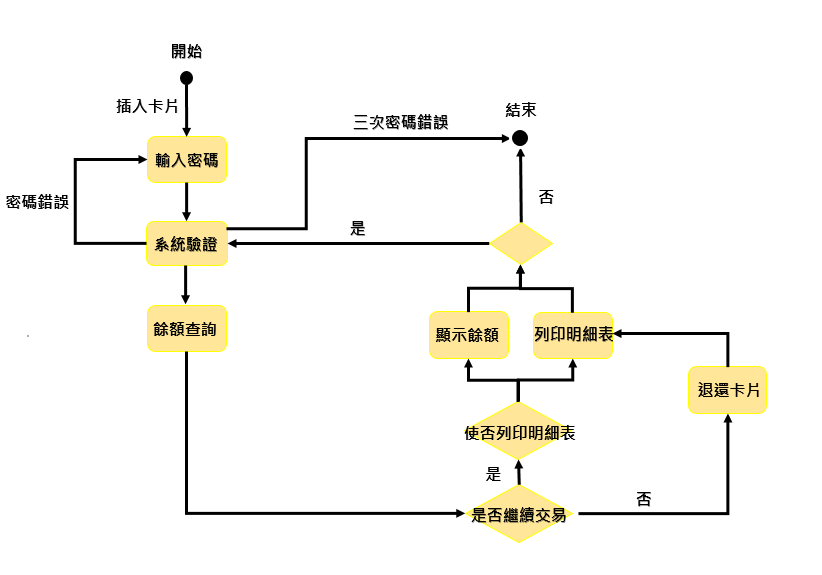 開始
插入卡片
結束
三次密碼錯誤
輸入密碼
密碼錯誤
否
是
系統驗證
餘額查詢
顯示餘額
列印明細表
退還卡片
使否列印明細表
是
否
是否繼續交易